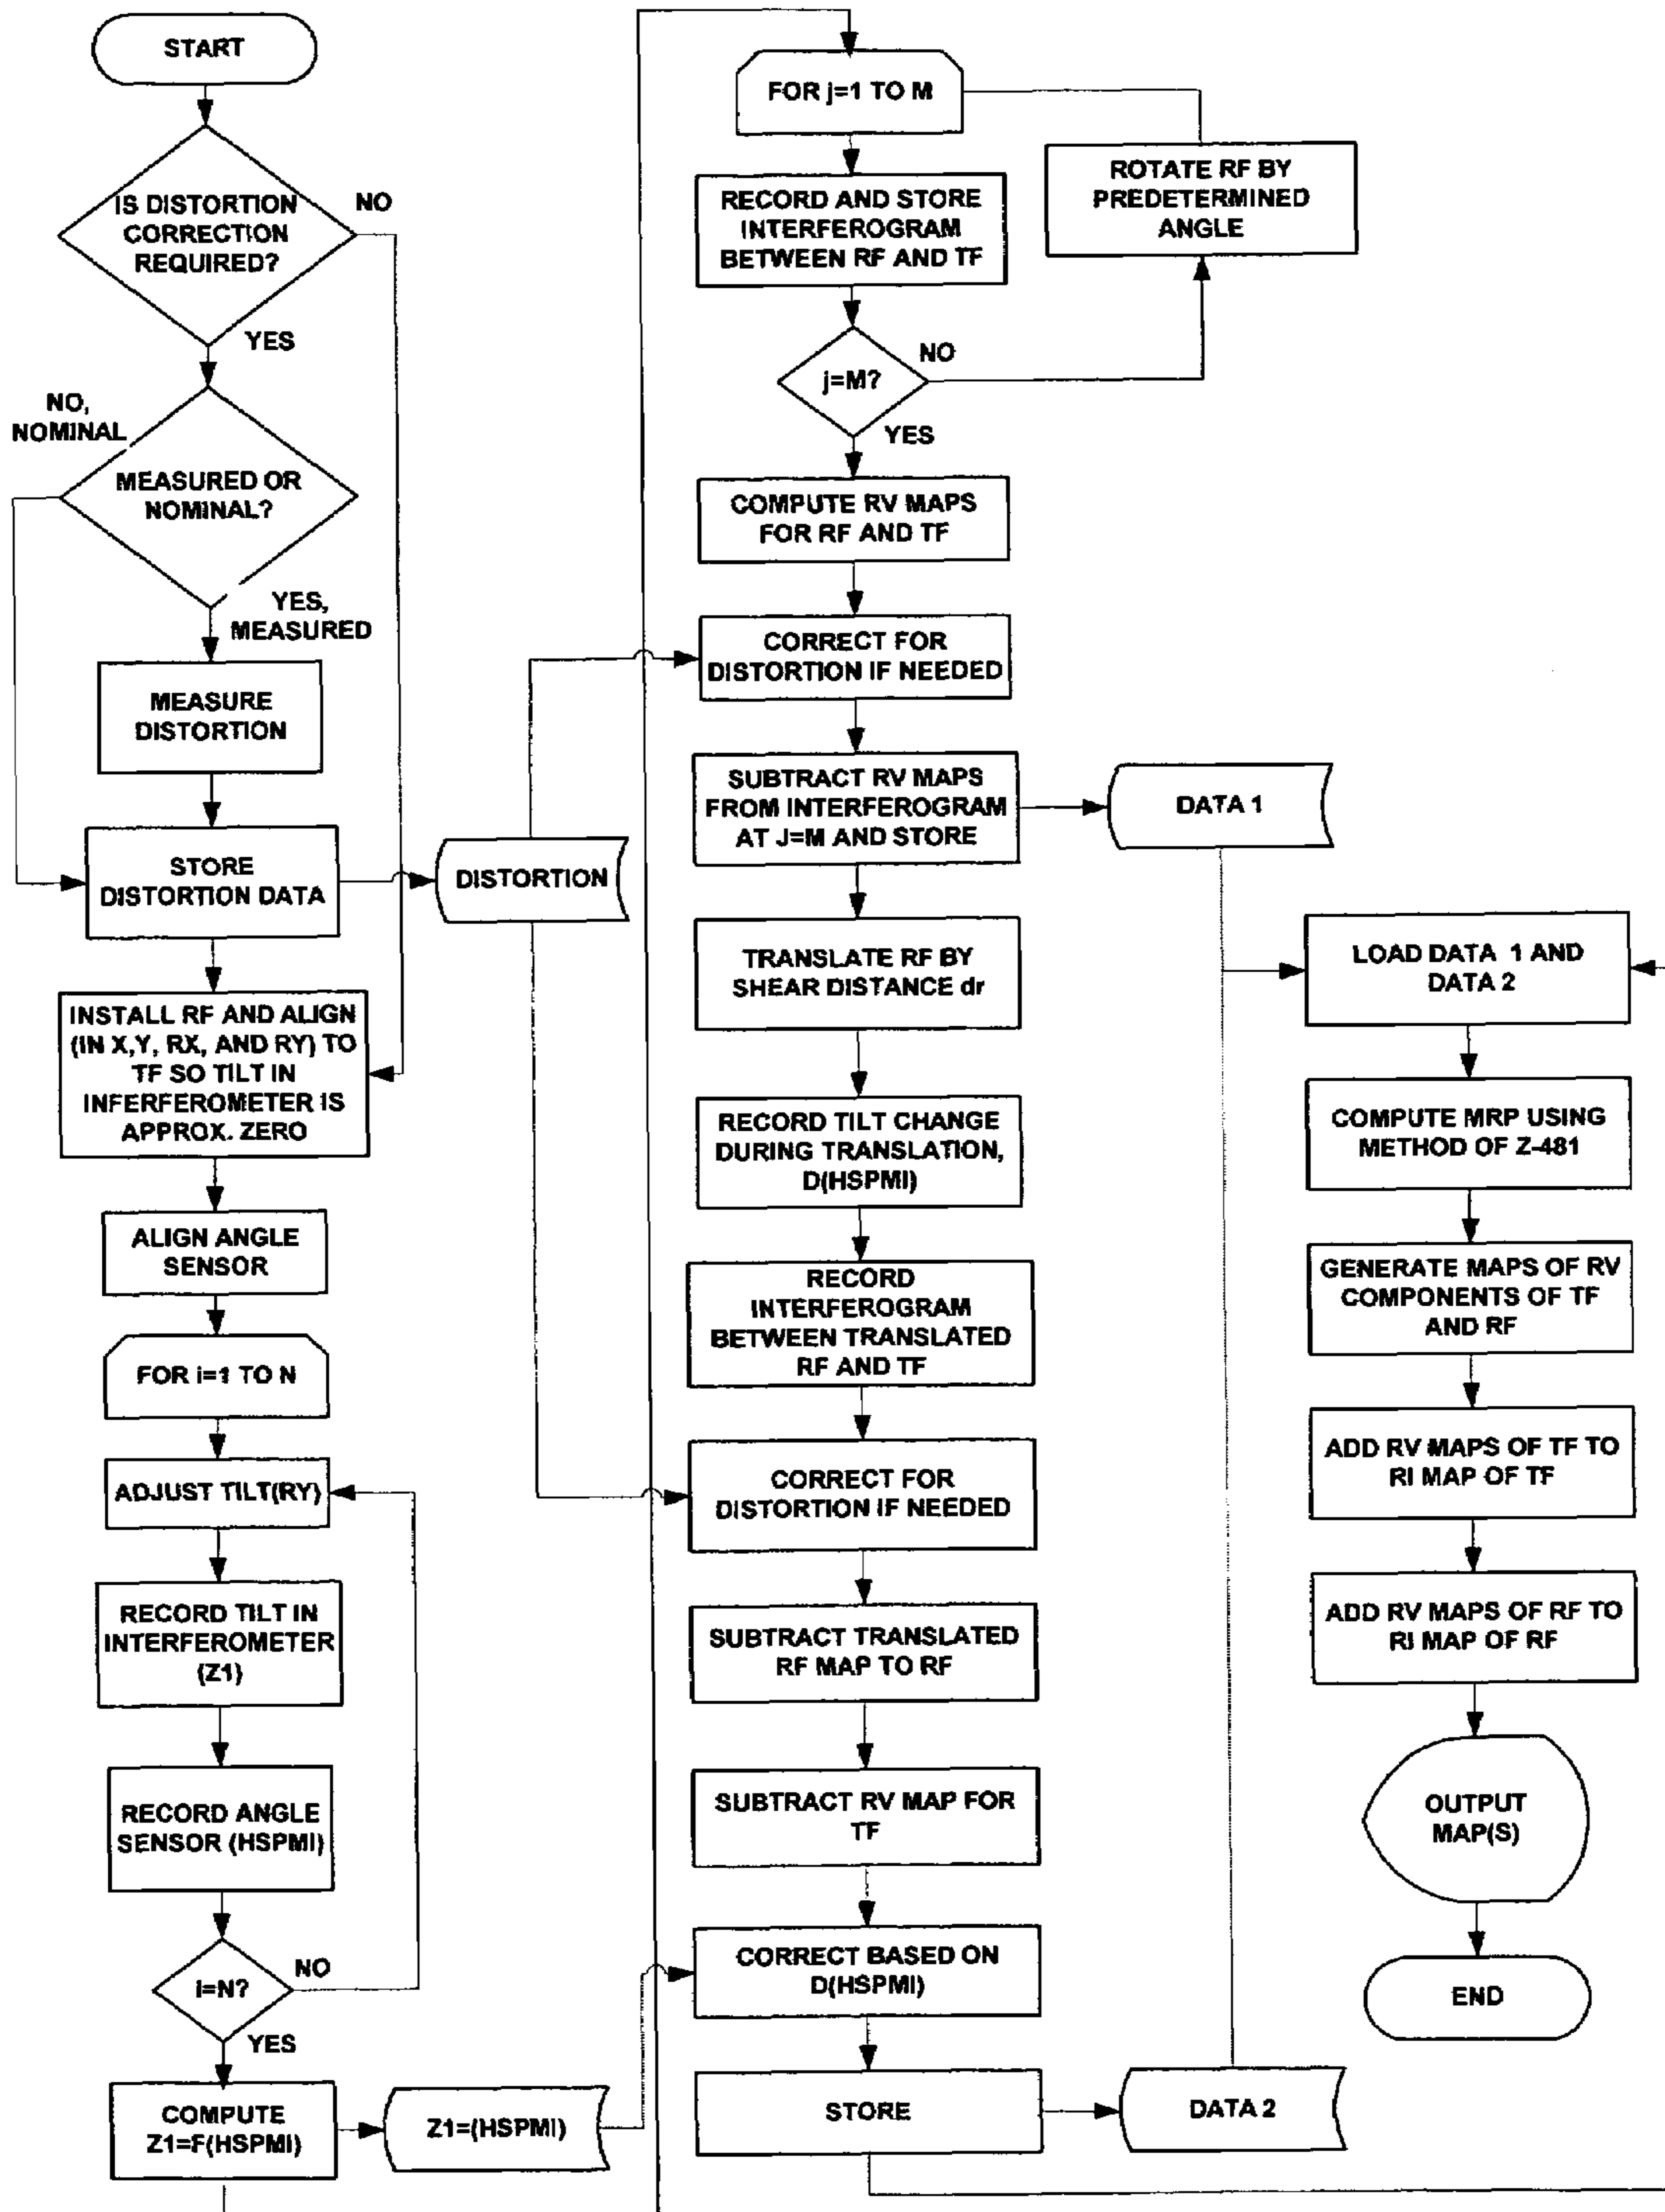 START
IS DISTORTION
CORRECTION
REQUIRED?
NO
YES
NO,
NOMINAL
MEASURED OR
NOMINAL?
YES,
MEASURED
MEASURE
DISTORTION
STORE
DISTORTION DATA
DISTORTION
INSTALL RF AND ALIGN
(IN X,Y, RX, AND RY) TO
TF SO TILT IN
INFERFEROMETER IS
APPROX. ZERO
ALIGN ANGLE
SENSOR
FOR i=1 TO N
ADJUST TILT(RY)
RECORD TILT IN
INTERFEROMETER
(Z1)
RECORD ANGLE
SENSOR (HSPMI)
i=N?
NO
YES
COMPUTE
Z1=F(HSPMI)
Z1=(HSPMI)
FOR j=1 TO M
RECORD AND STORE
INTERFEROGRAM
BETWEEN RF AND TF
ROTATE RF BY
PREDETERMINED
ANGLE
j=M?
NO
YES
COMPUTE RV MAPS
FOR RF AND TF
CORRECT FOR
DISTORTION IF NEEDED
SUBTRACT RV MAPS
FROM INTERFEROGRAM
AT J=M AND STORE
DATA 1
TRANSLATE RF BY
SHEAR DISTANCE dr
RECORD TILT CHANGE
DURING TRANSLATION,
D(HSPMI)
RECORD
INTERFEROGRAM
BETWEEN TRANSLATED
RF AND TF
CORRECT FOR
DISTORTION IF NEEDED
SUBTRACT TRANSLATED
RF MAP TO RF
SUBTRACT RV MAP FOR
TF
CORRECT BASED ON
D(HSPMI)
STORE
DATA 2
LOAD DATA 1 AND
DATA 2
COMPUTE MRP USING
METHOD OF Z-481
GENERATE MAPS OF RV
COMPONENTS OF TF
AND RF
ADD RV MAPS OF TF TO
RI MAP OF TF
ADD RV MAPS OF RF TO
RI MAP OF RF
OUTPUT
MAP(S)
END